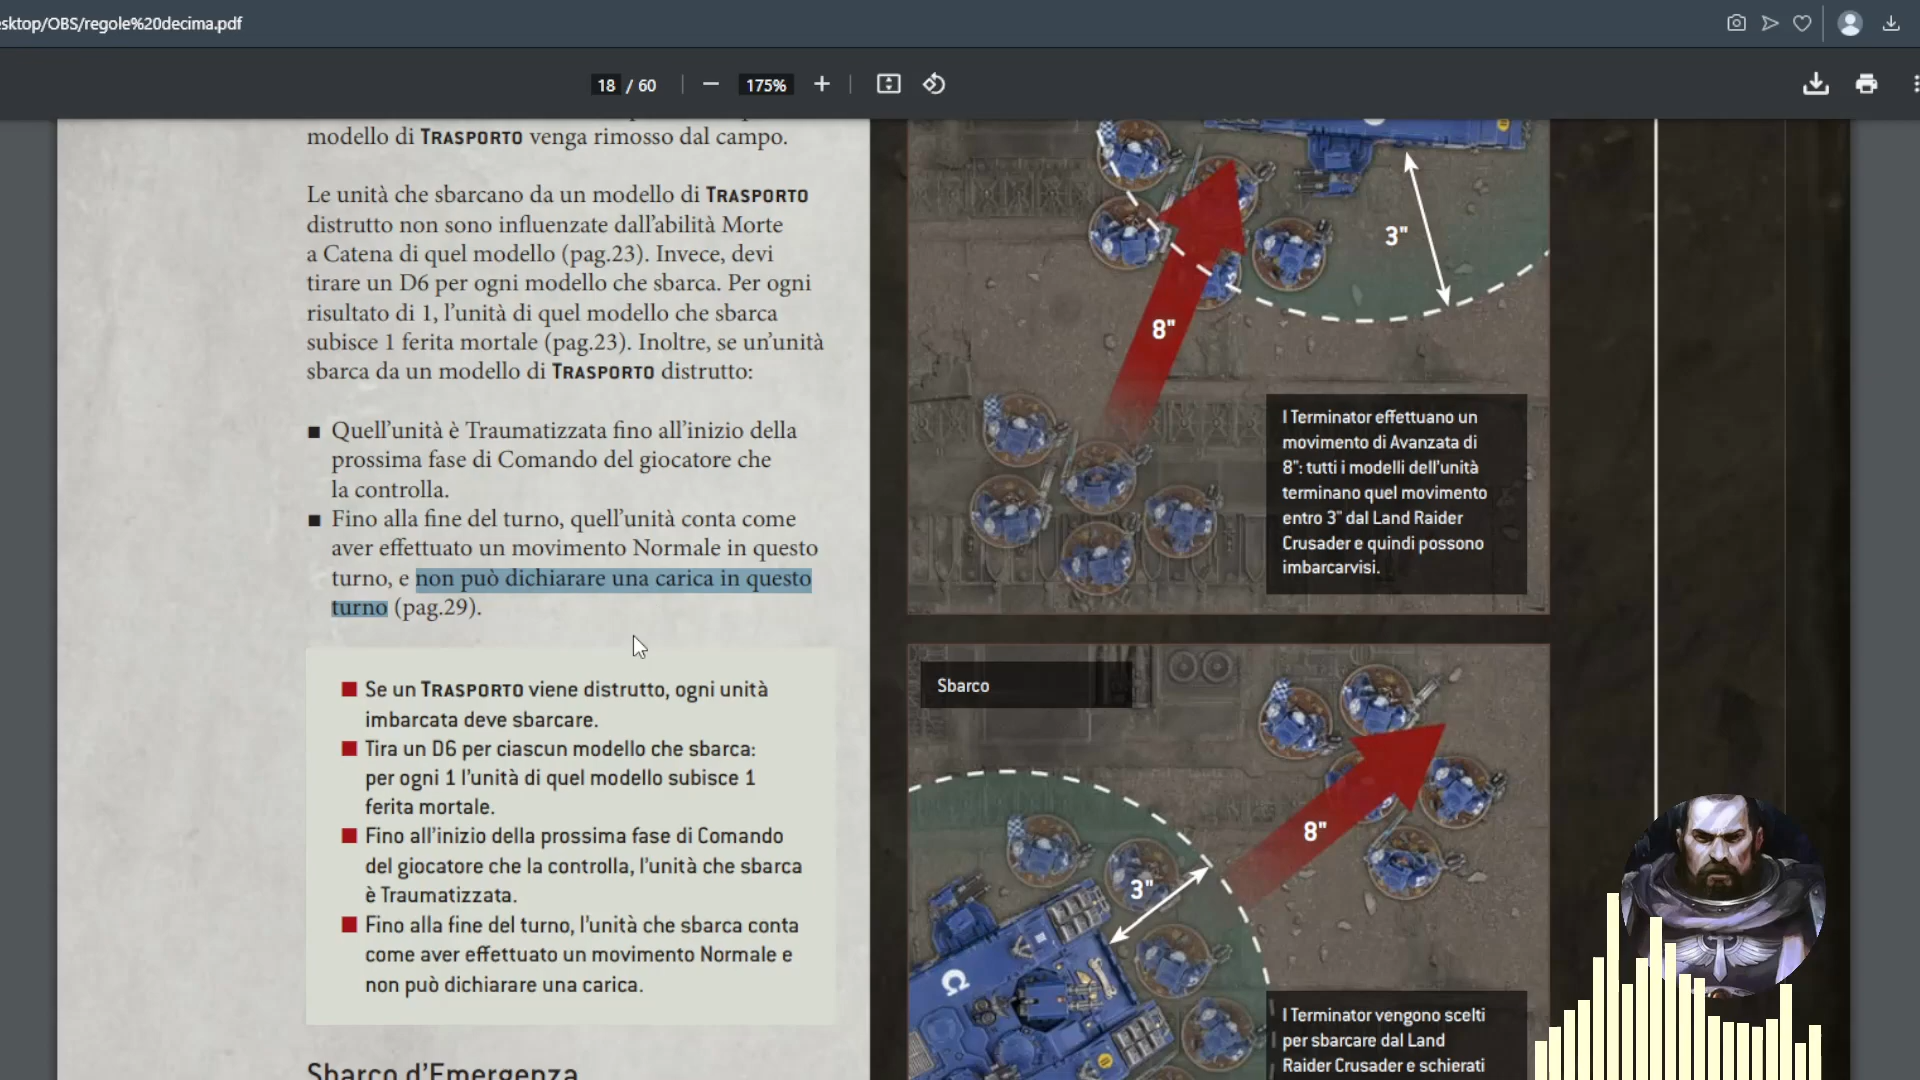 esktop/OBS/regole%20decima.pdf
18 / 60
175%
modello di TRASPORTO venga rimosso dal campo.
Le unità che sbarcano da un modello di TRASPORTO
distrutto non sono influenzate dall'abilità Morte
a Catena di quel modello (pag.23). Invece, devi
tirare un D6 per ogni modello che sbarca. Per ogni
risultato di 1, l'unità di quel modello che sbarca
subisce 1 ferita mortale (pag.23). Inoltre, se un'unità
sbarca da un modello di TRASPORTO distrutto:
■ Quell'unità è Traumatizzata fino all'inizio della
prossima fase di Comando del giocatore che
la controlla.
■ Fino alla fine del turno, quell'unità conta come
aver effettuato un movimento Normale in questo
turno, e non può dichiarare una carica in questo
turno (pag.29).
■ Se un TRASPORTO viene distrutto, ogni unità
imbarcata deve sbarcare.
■ Tira un D6 per ciascun modello che sbarca:
per ogni 1 l'unità di quel modello subisce 1
ferita mortale.
■ Fino all'inizio della prossima fase di Comando
del giocatore che la controlla, l'unità che sbarca
è Traumatizzata.
■ Fino alla fine del turno, l'unità che sbarca conta
come aver effettuato un movimento Normale e
non può dichiarare una carica.
Sbarco d'Emergenza
3"
8"
I Terminator effettuano un
movimento di Avanzata di
8": tutti i modelli dell'unità
terminano quel movimento
entro 3" dal Land Raider
Crusader e quindi possono
imbarcarvisi.
Sbarco
8"
3"
I Terminator vengono scelti
per sbarcare dal Land
Raider Crusader e schierati